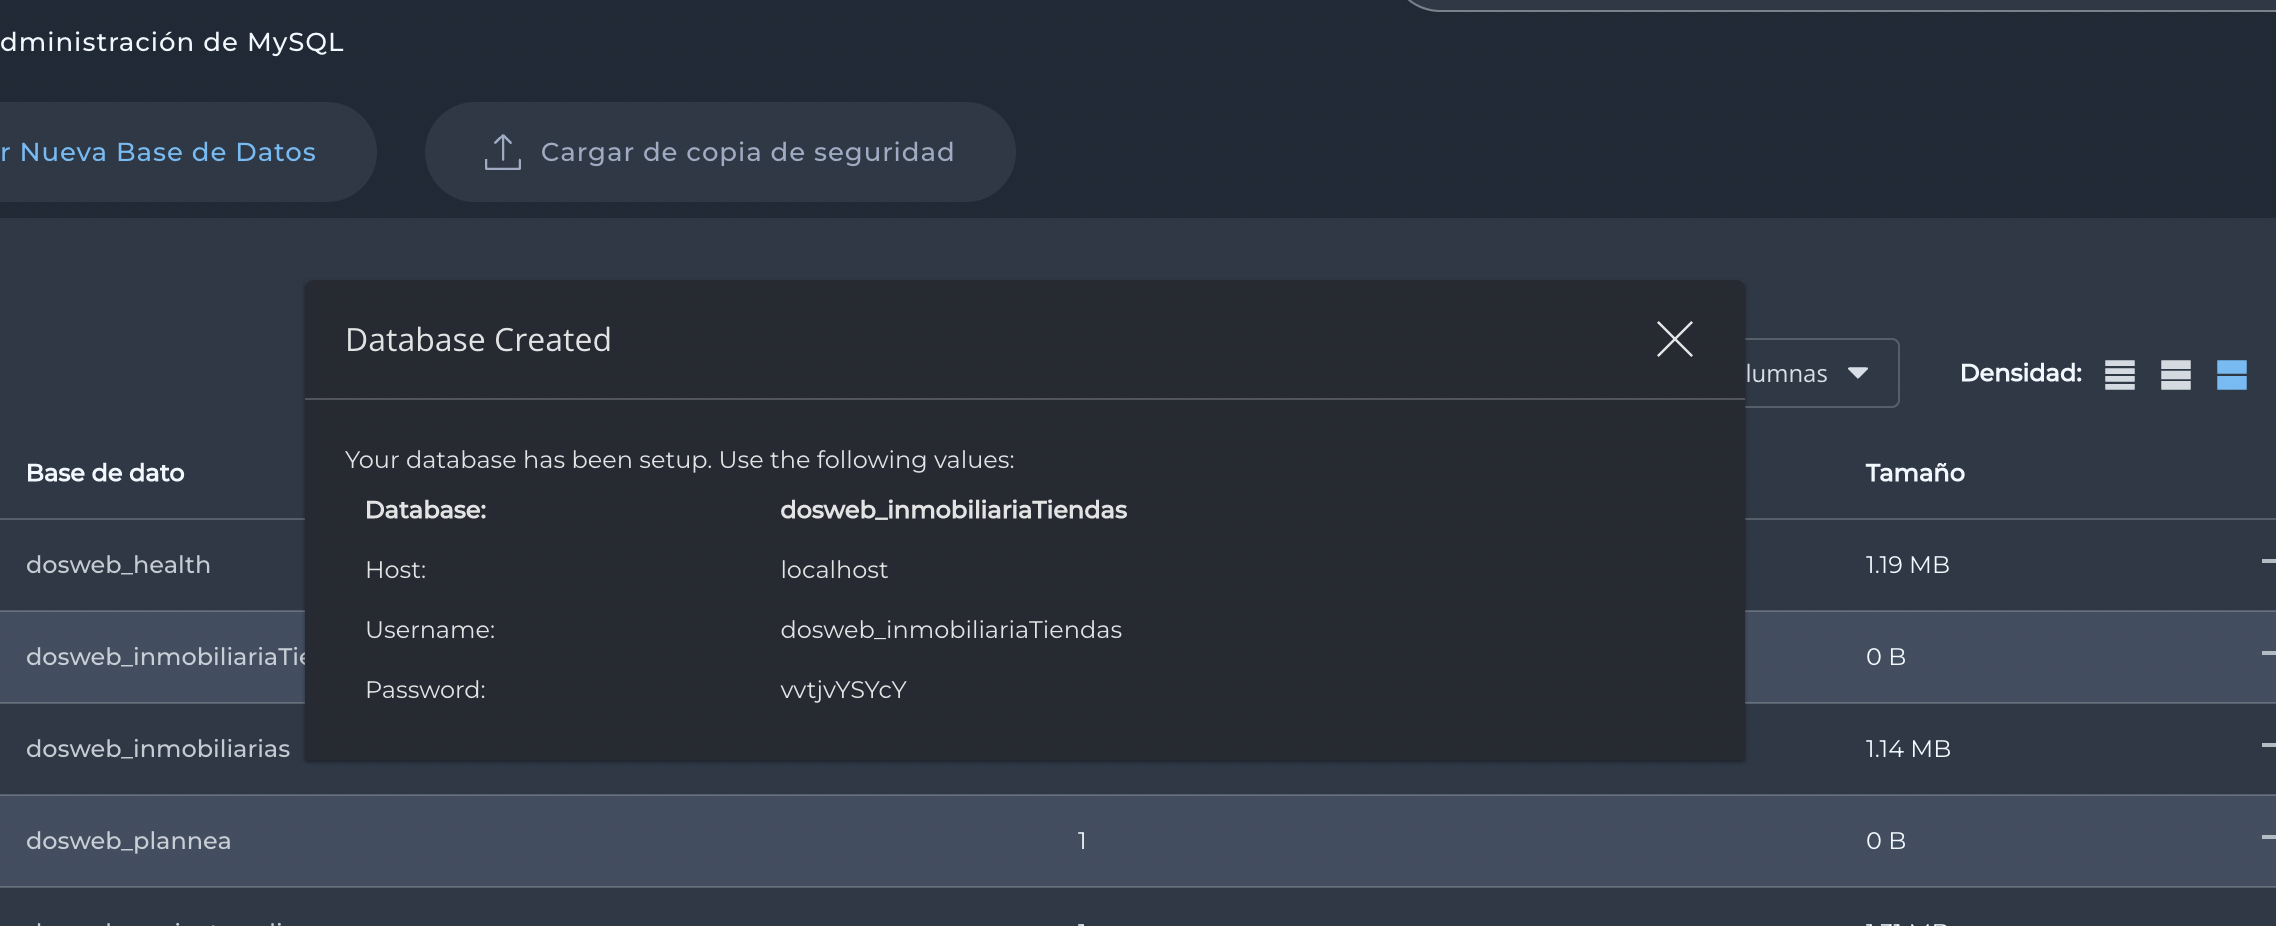 dministración de MySQL
r Nueva Base de Datos
Cargar de copia de seguridad
Database Created
lumnas
Densidad:
Your database has been setup. Use the following values:
Base de dato
Tamaño
Database:
dosweb_inmobiliariaTiendas
dosweb_health
Host:
localhost
1.19 MB
Username:
dosweb_inmobiliariaTiendas
dosweb_inmobiliariaTie
0 B
Password:
vvtjvYSYcY
dosweb_inmobiliarias
1.14 MB
dosweb_plannea
1
0 B